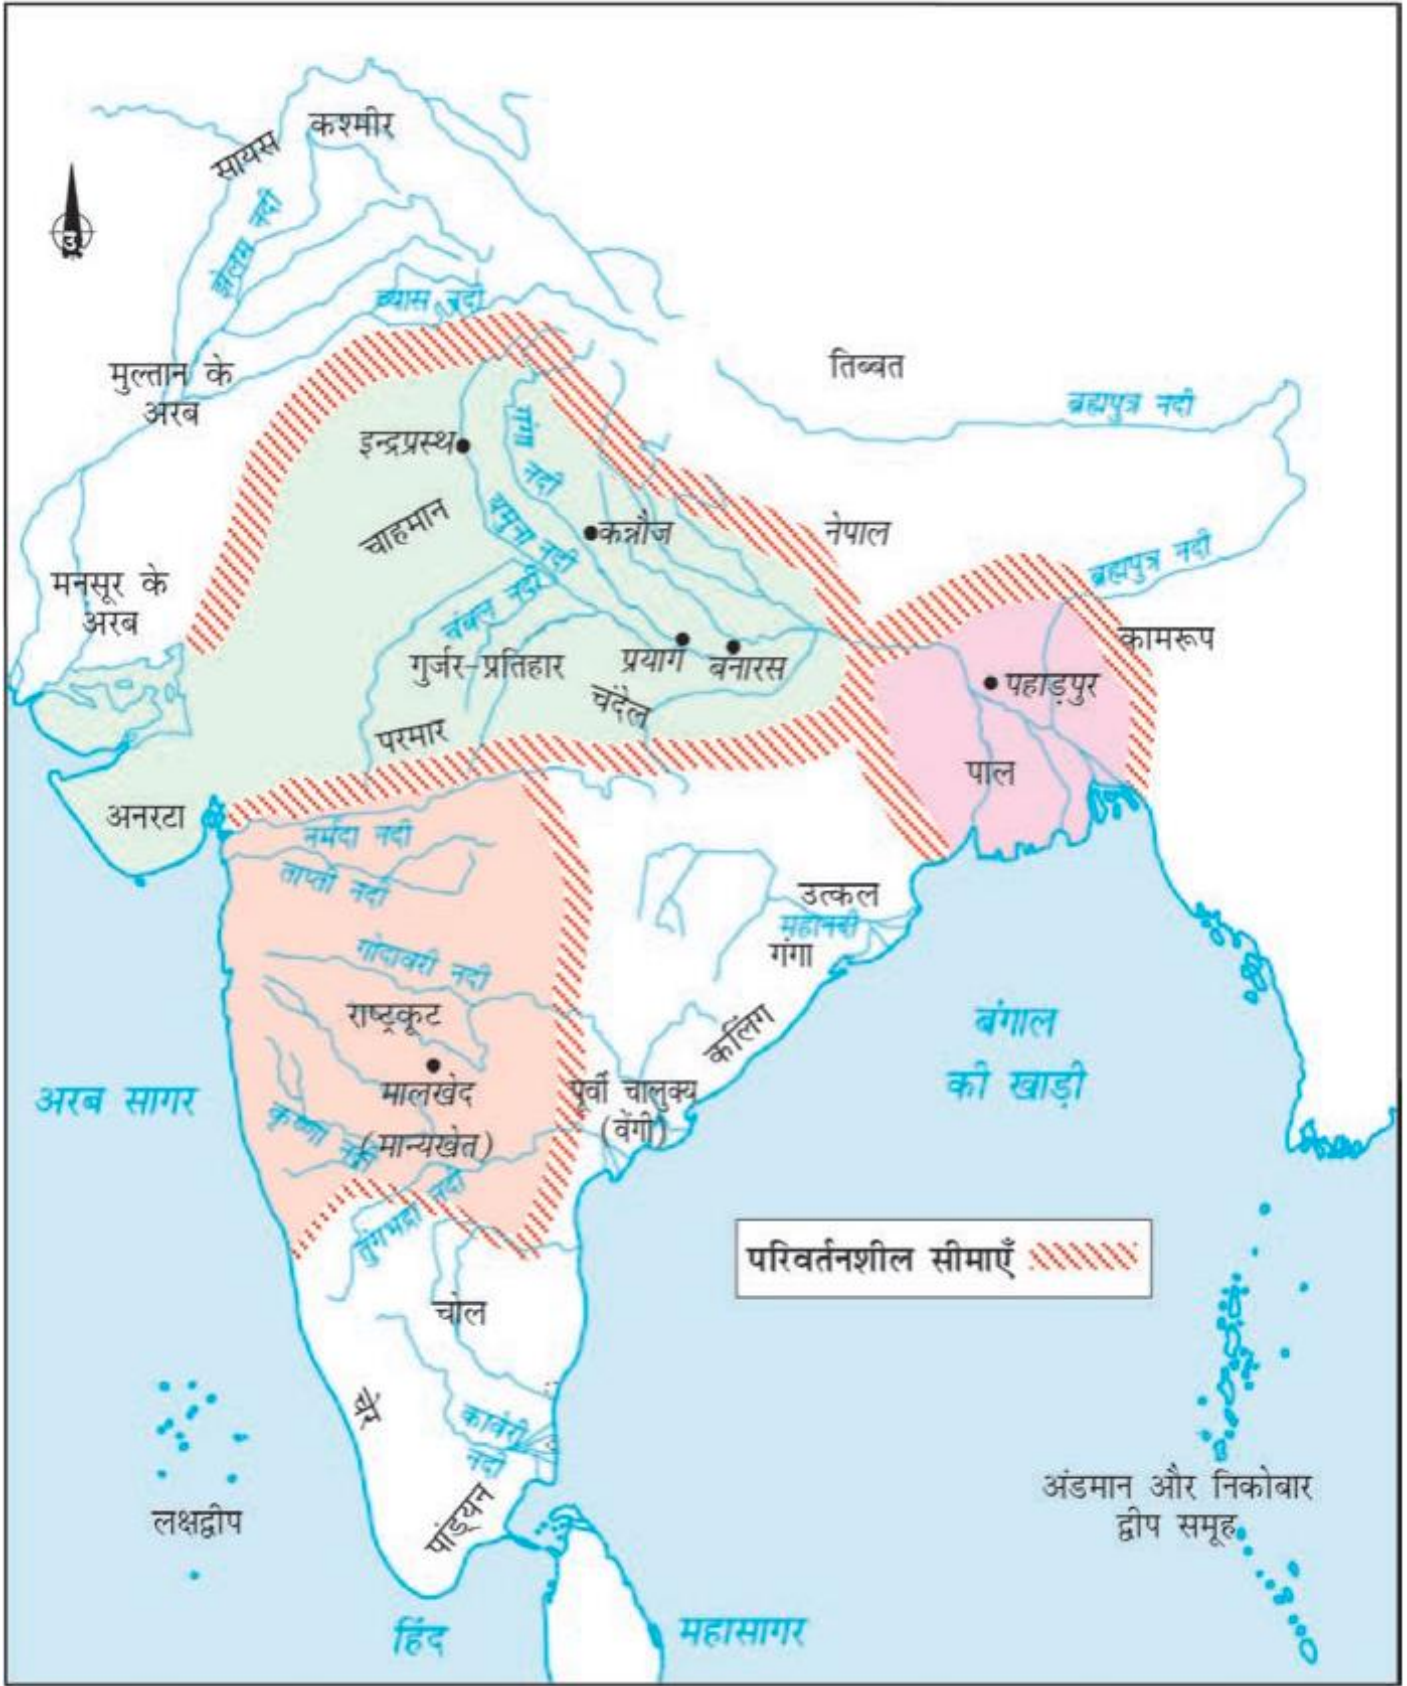 कश्मीर
सायस
झेलम नदी
ब्यास नदी
मुल्तान के
अरब
तिब्बत
ब्रह्मपुत्र नदी
इन्द्रप्रस्थ
गंगा नदी
चाहमान
यमुना नदी
कन्नौज
नेपाल
ब्रह्मपुत्र नदी
मनसूर के
अरब
चंबल नदी
कामरूप
गुर्जर-प्रतिहार
प्रयाग
बनारस
पहाड़पुर
चंदैल
परमार
पाल
अनरटा
नर्मदा नदी
ताप्ती नदी
उत्कल
महानदी
गंगा
गोदावरी नदी
राष्ट्रकूट
कलिंग
बंगाल
की खाड़ी
अरब सागर
मालखेद
(मान्यखेत)
पूर्वी चालुक्य
(वेंगी)
कृष्णा नदी
तुंगभद्रा नदी
परिवर्तनशील सीमाएँ
चोल
चेर
कावेरी
नदी
पांड्यन
लक्षद्वीप
अंडमान और निकोबार
द्वीप समूह
हिंद
महासागर